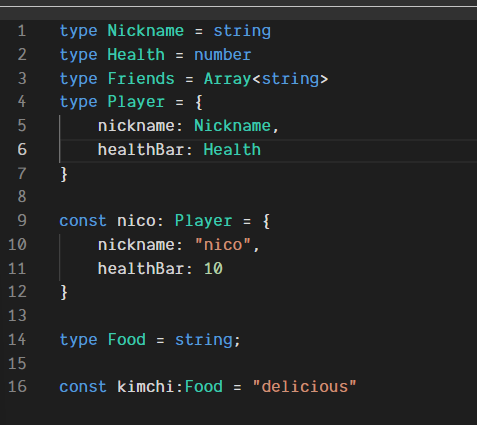 1 type Nickname = string
2 type Health = number
3 type Friends = Array<string>
4 type Player = {
5     nickname: Nickname,
6     healthBar: Health
7 }
8
9 const nico: Player = {
10     nickname: "nico",
11     healthBar: 10
12 }
13
14 type Food = string;
15
16 const kimchi:Food = "delicious"